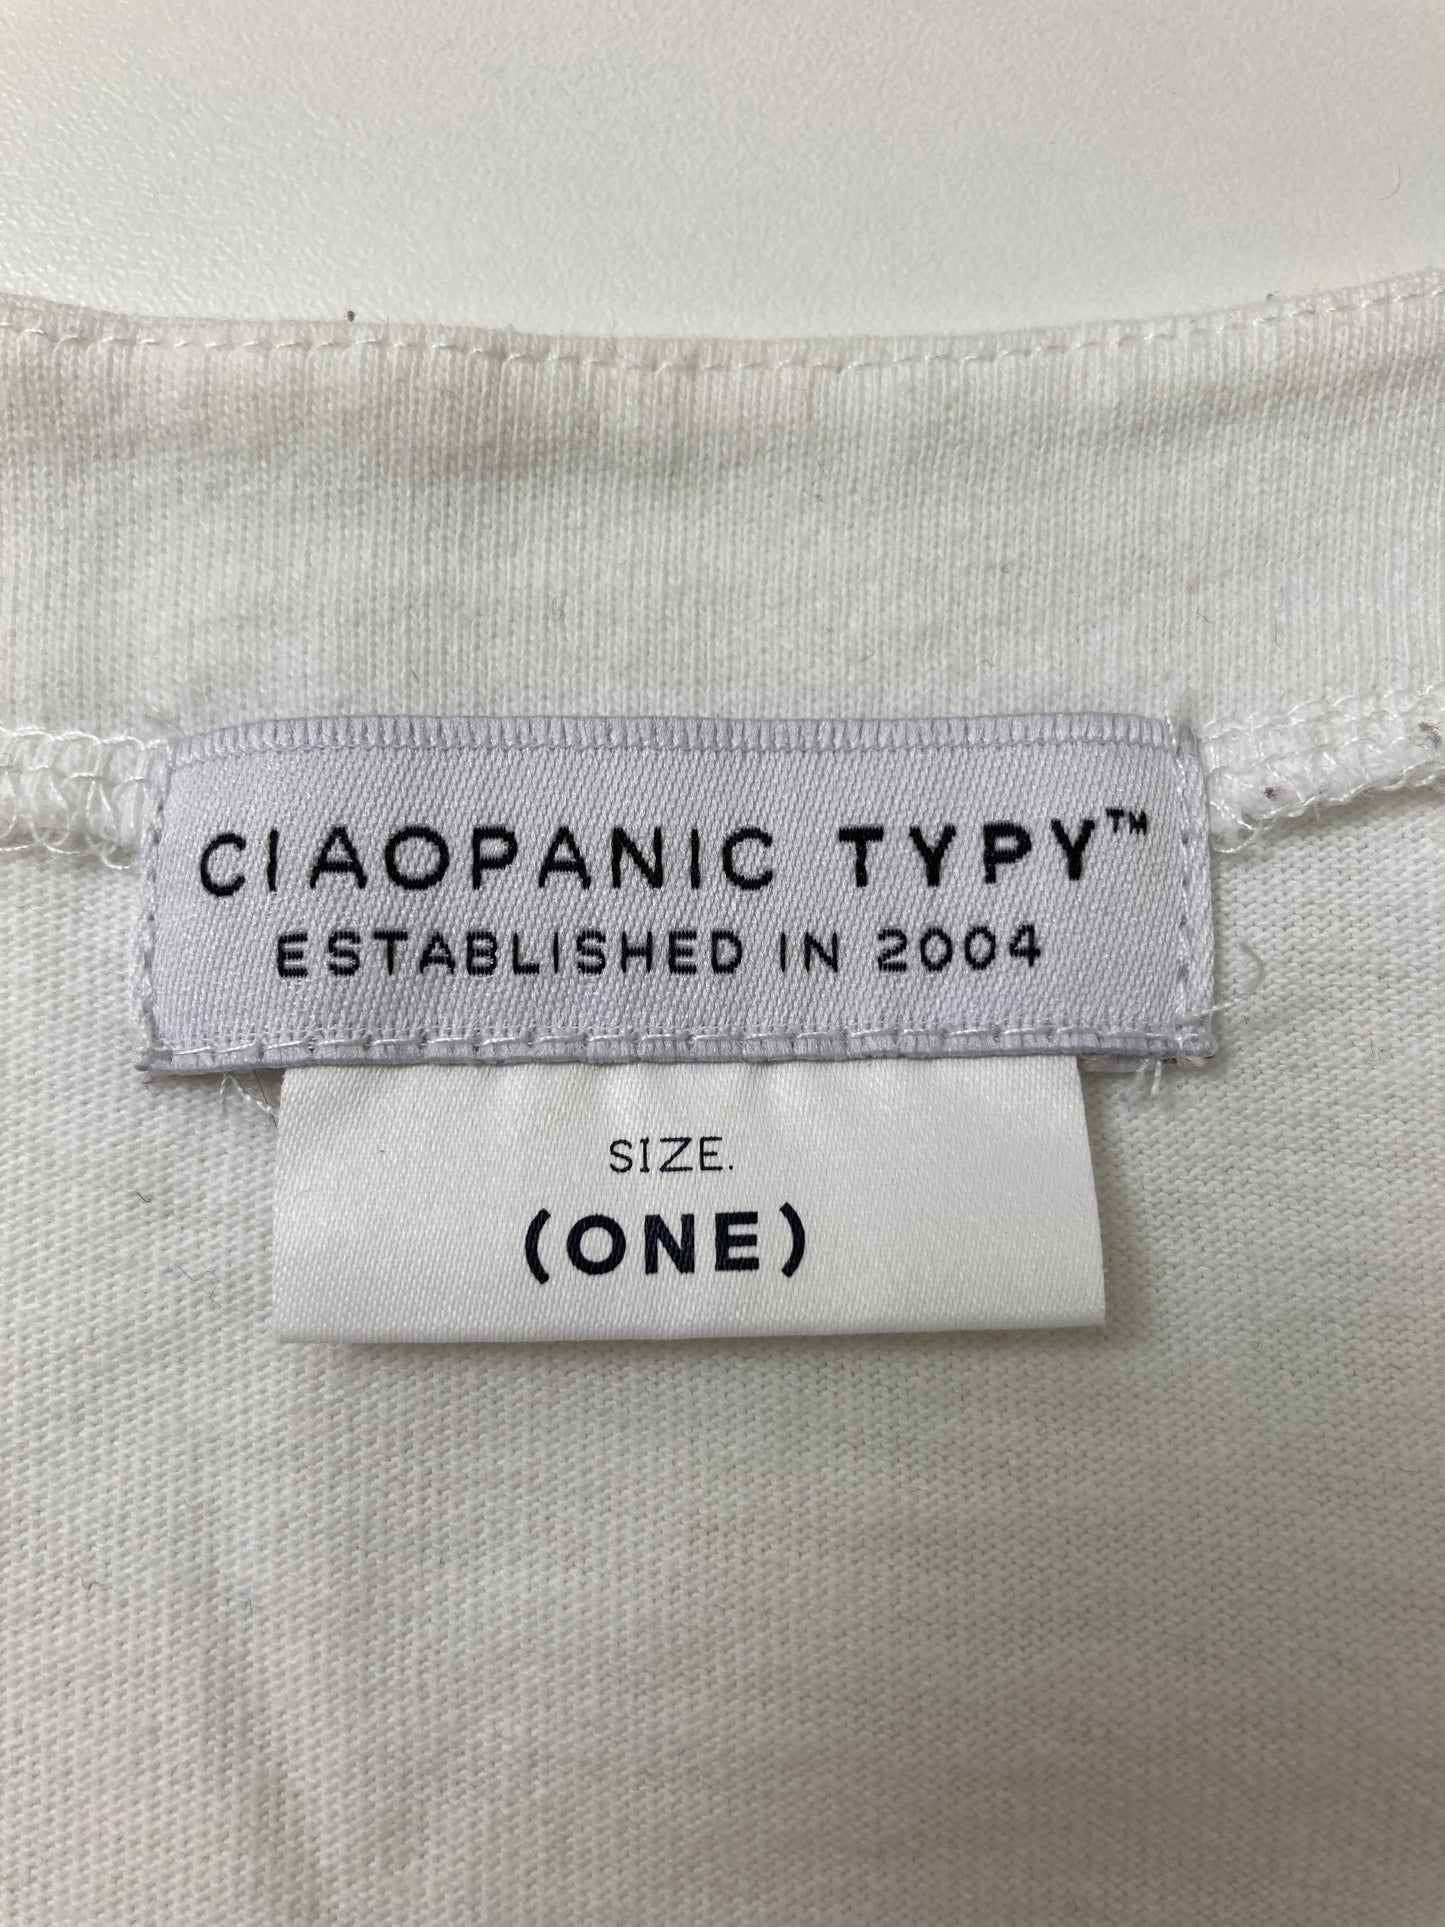 CIAOPANIC TYPY™
ESTABLISHED IN 2004
SIZE.
(ONE)